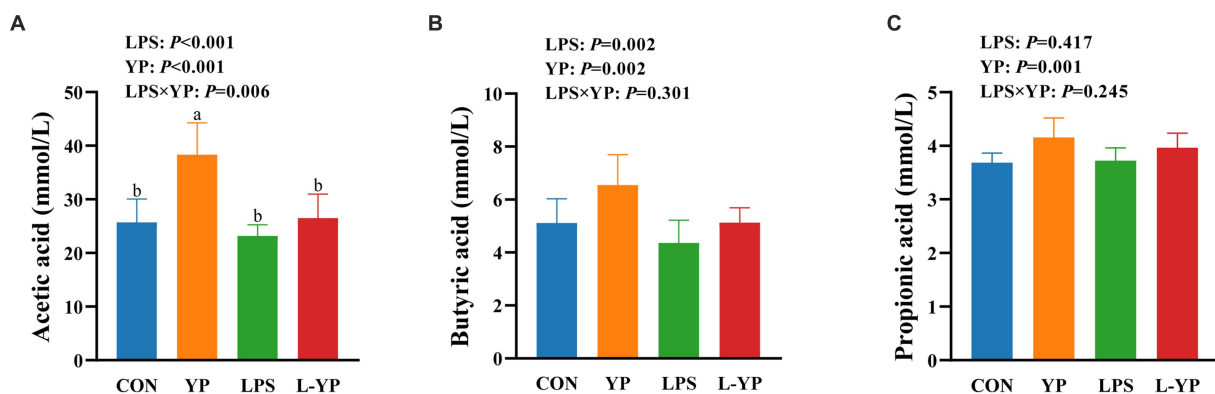 A
LPS: P<0.001
YP: P<0.001
LPS×YP: P=0.006
Acetic acid (mmol/L)
50
40
30
20
10
0
b
a
b
b
CON YP LPS L-YP
B
LPS: P=0.002
YP: P=0.002
LPS×YP: P=0.301
Butyric acid (mmol/L)
10
8
6
4
2
0
CON YP LPS L-YP
C
LPS: P=0.417
YP: P=0.001
LPS×YP: P=0.245
Propionic acid (mmol/L)
5
4
3
2
1
0
CON YP LPS L-YP